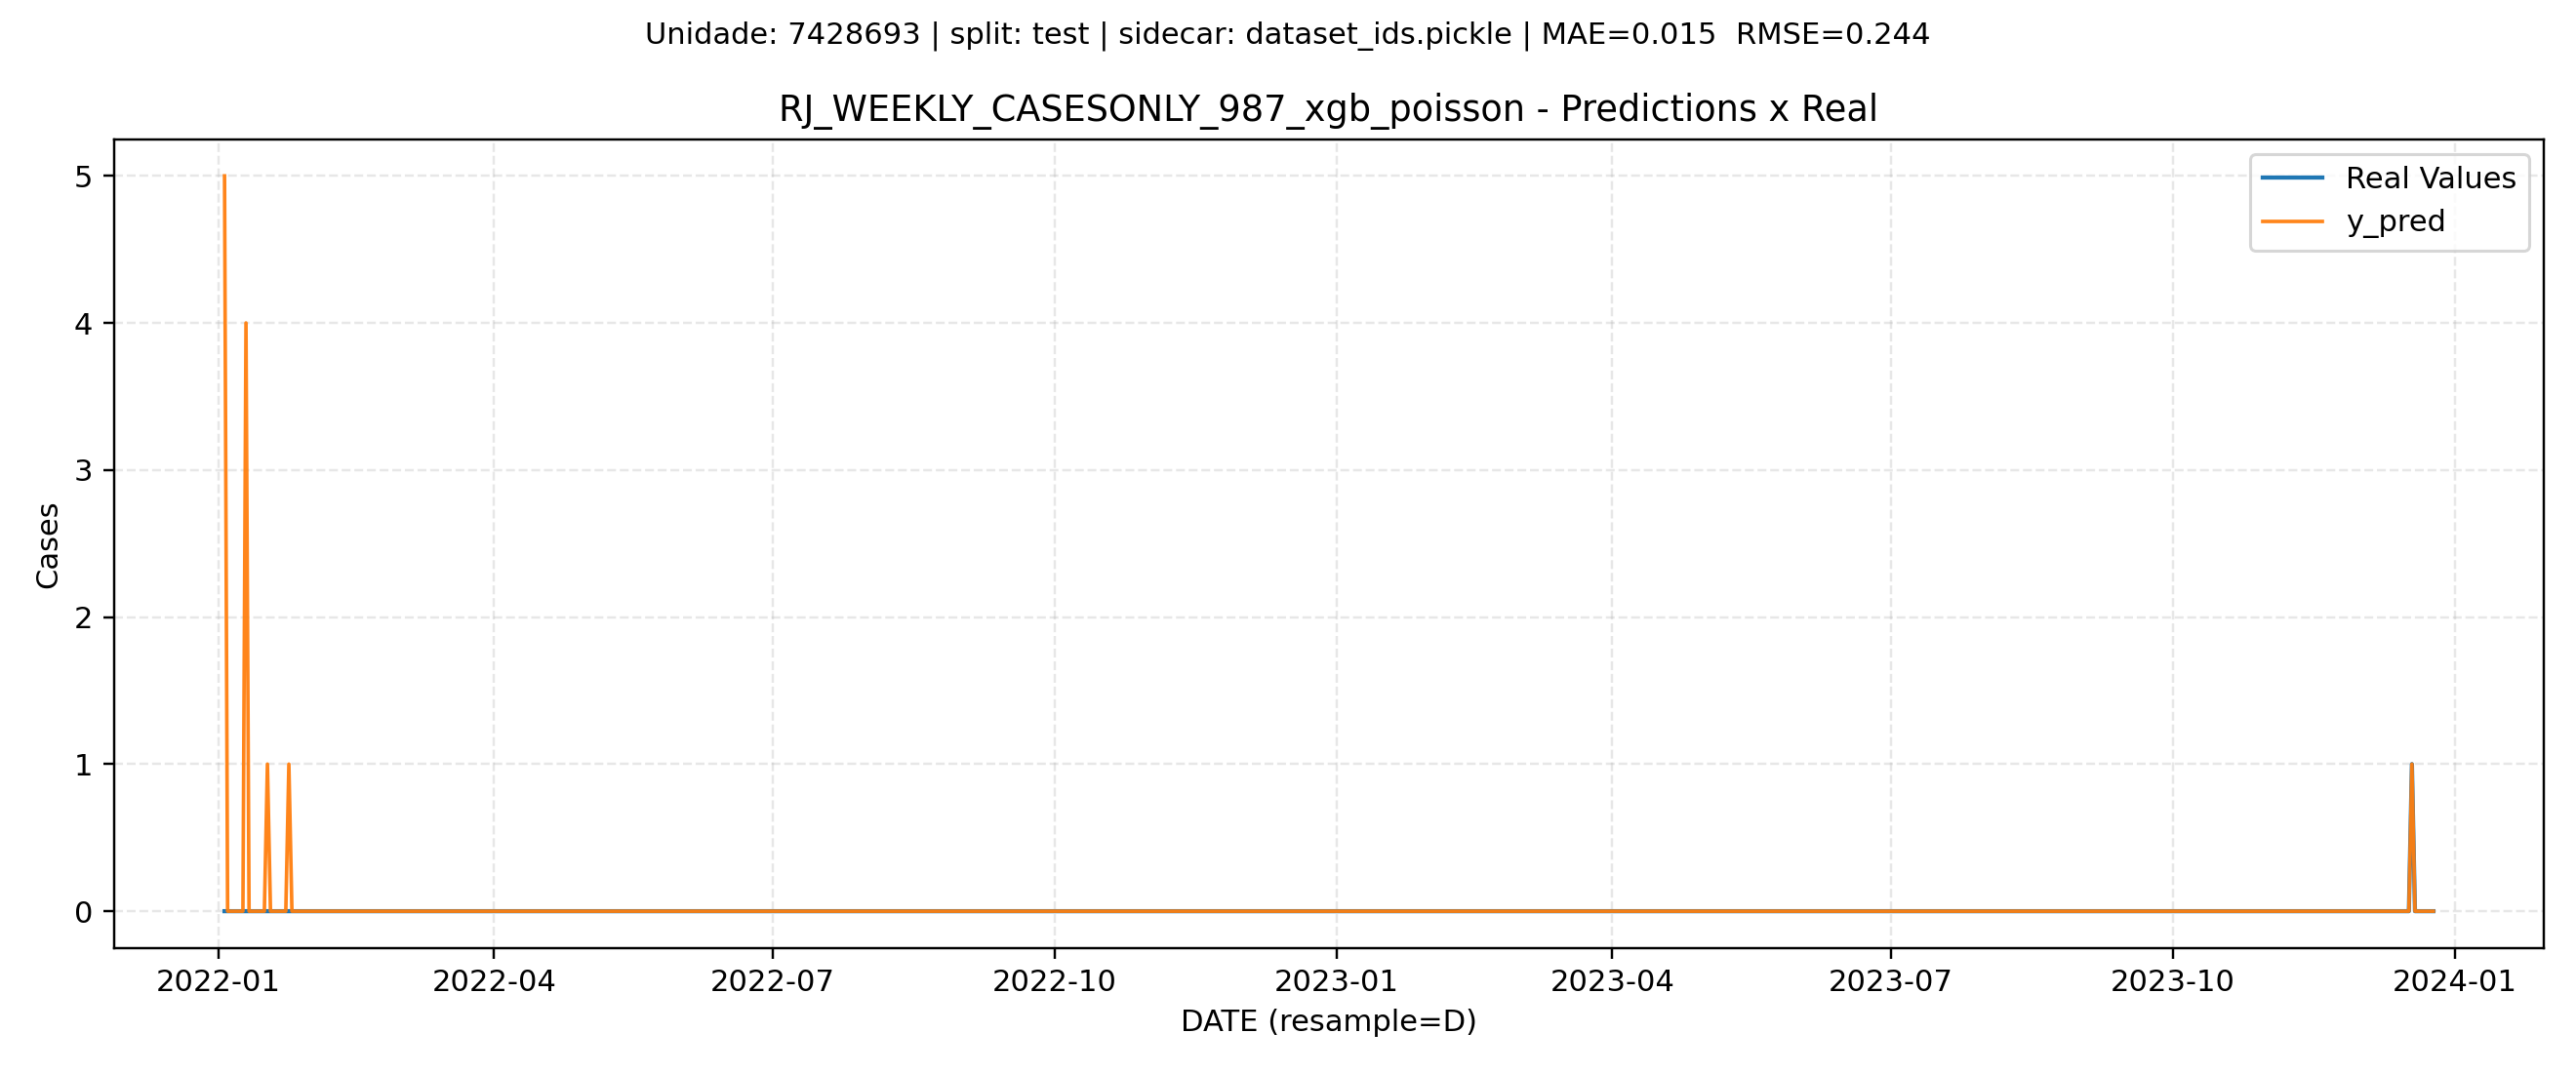 Unidade: 7428693 | split: test | sidecar: dataset_ids.pickle | MAE=0.015  RMSE=0.244
RJ_WEEKLY_CASESONLY_987_xgb_poisson - Predictions x Real
Real Values
y_pred
Cases
5
4
3
2
1
0
2022-01 2022-04 2022-07 2022-10 2023-01 2023-04 2023-07 2023-10 2024-01
DATE (resample=D)